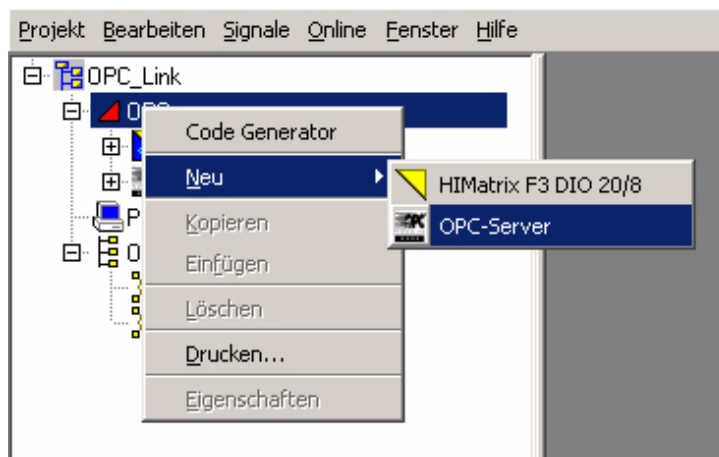 Projekt Bearbeiten Signale Online Fenster Hilfe
OPC_Link
Code Generator
Neu
HIMatrix F3 DIO 20/8
OPC-Server
Kopieren
Einfügen
Löschen
Drucken...
Eigenschaften